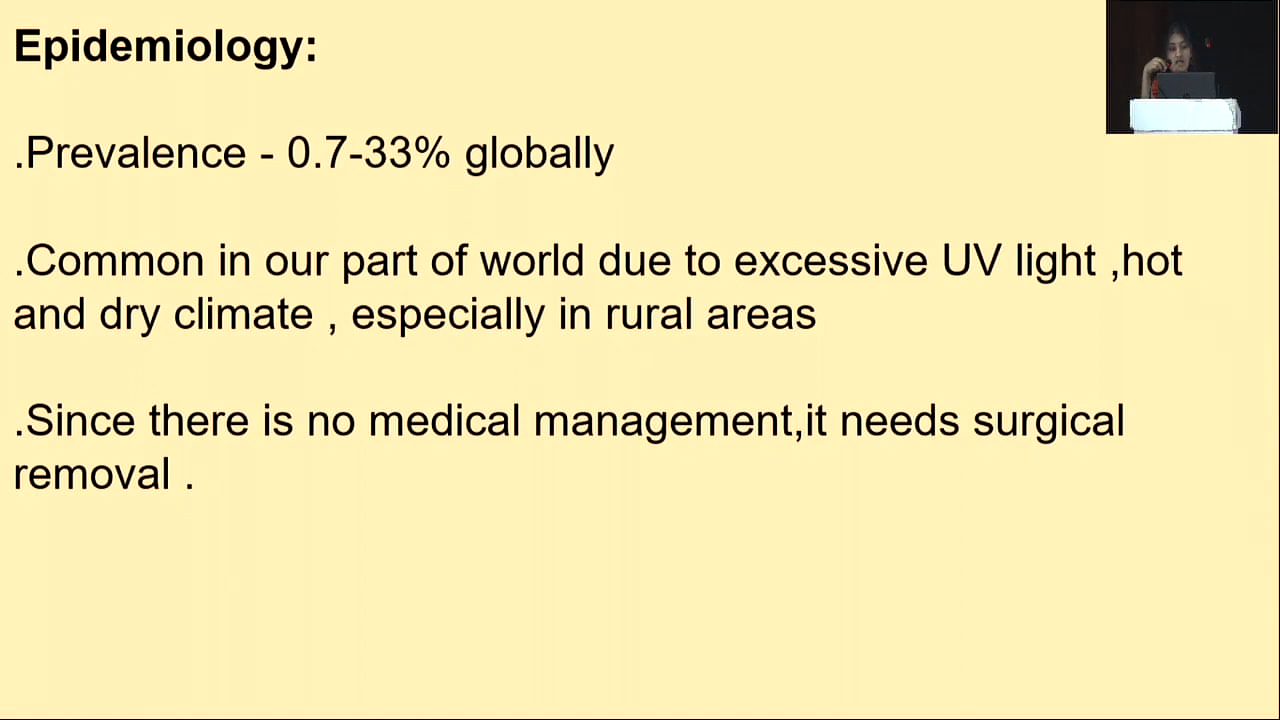 Epidemiology:
.Prevalence - 0.7-33% globally
.Common in our part of world due to excessive UV light ,hot
and dry climate , especially in rural areas
.Since there is no medical management,it needs surgical
removal .